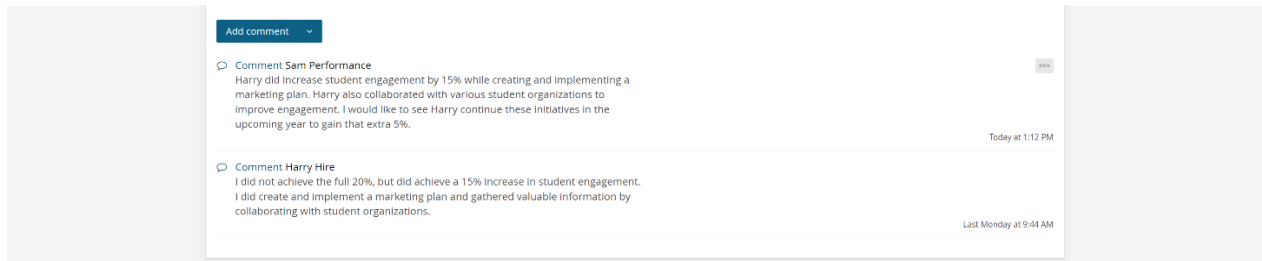 Add comment
Comment Sam Performance
Harry did increase student engagement by 15% while creating and implementing a
marketing plan. Harry also collaborated with various student organizations to
improve engagement. I would like to see Harry continue these initiatives in the
upcoming year to gain that extra 5%.
Today at 1:12 PM
Comment Harry Hire
I did not achieve the full 20%, but did achieve a 15% increase in student engagement.
I did create and implement a marketing plan and gathered valuable information by
collaborating with student organizations.
Last Monday at 9:44 AM